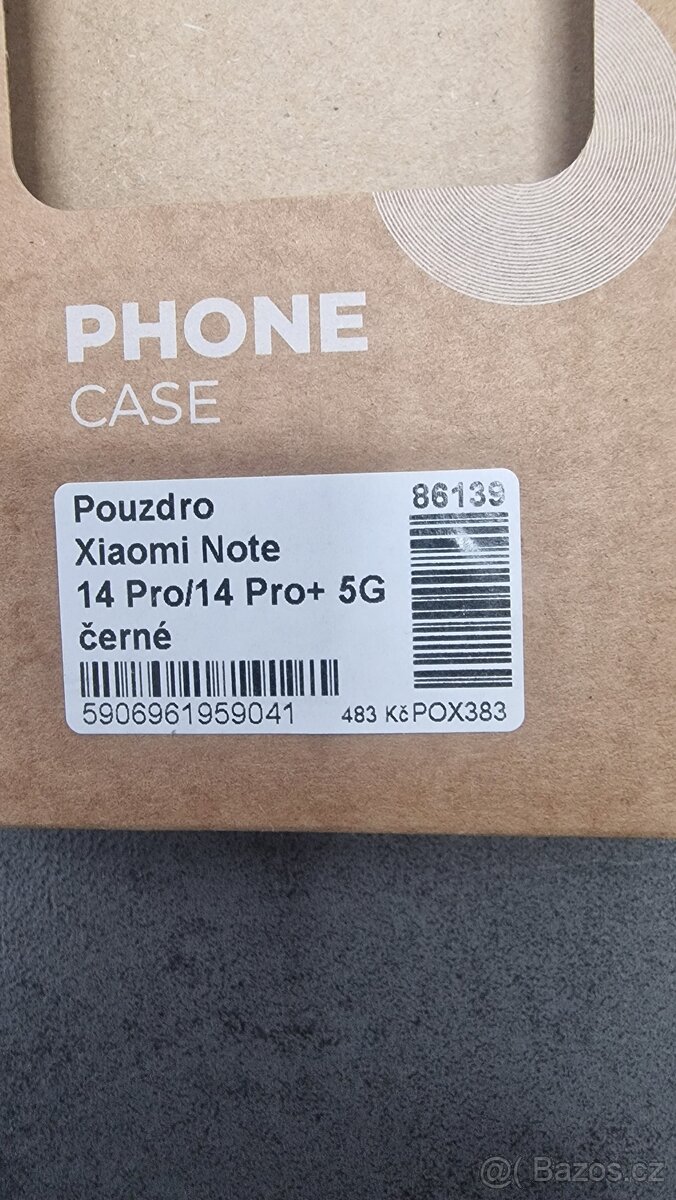 PHONE
CASE
Pouzdro
Xiaomi Note
14 Pro/14 Pro+ 5G
černé
86139
5906961959041
483 Kč POX383
@( Bazos.cz